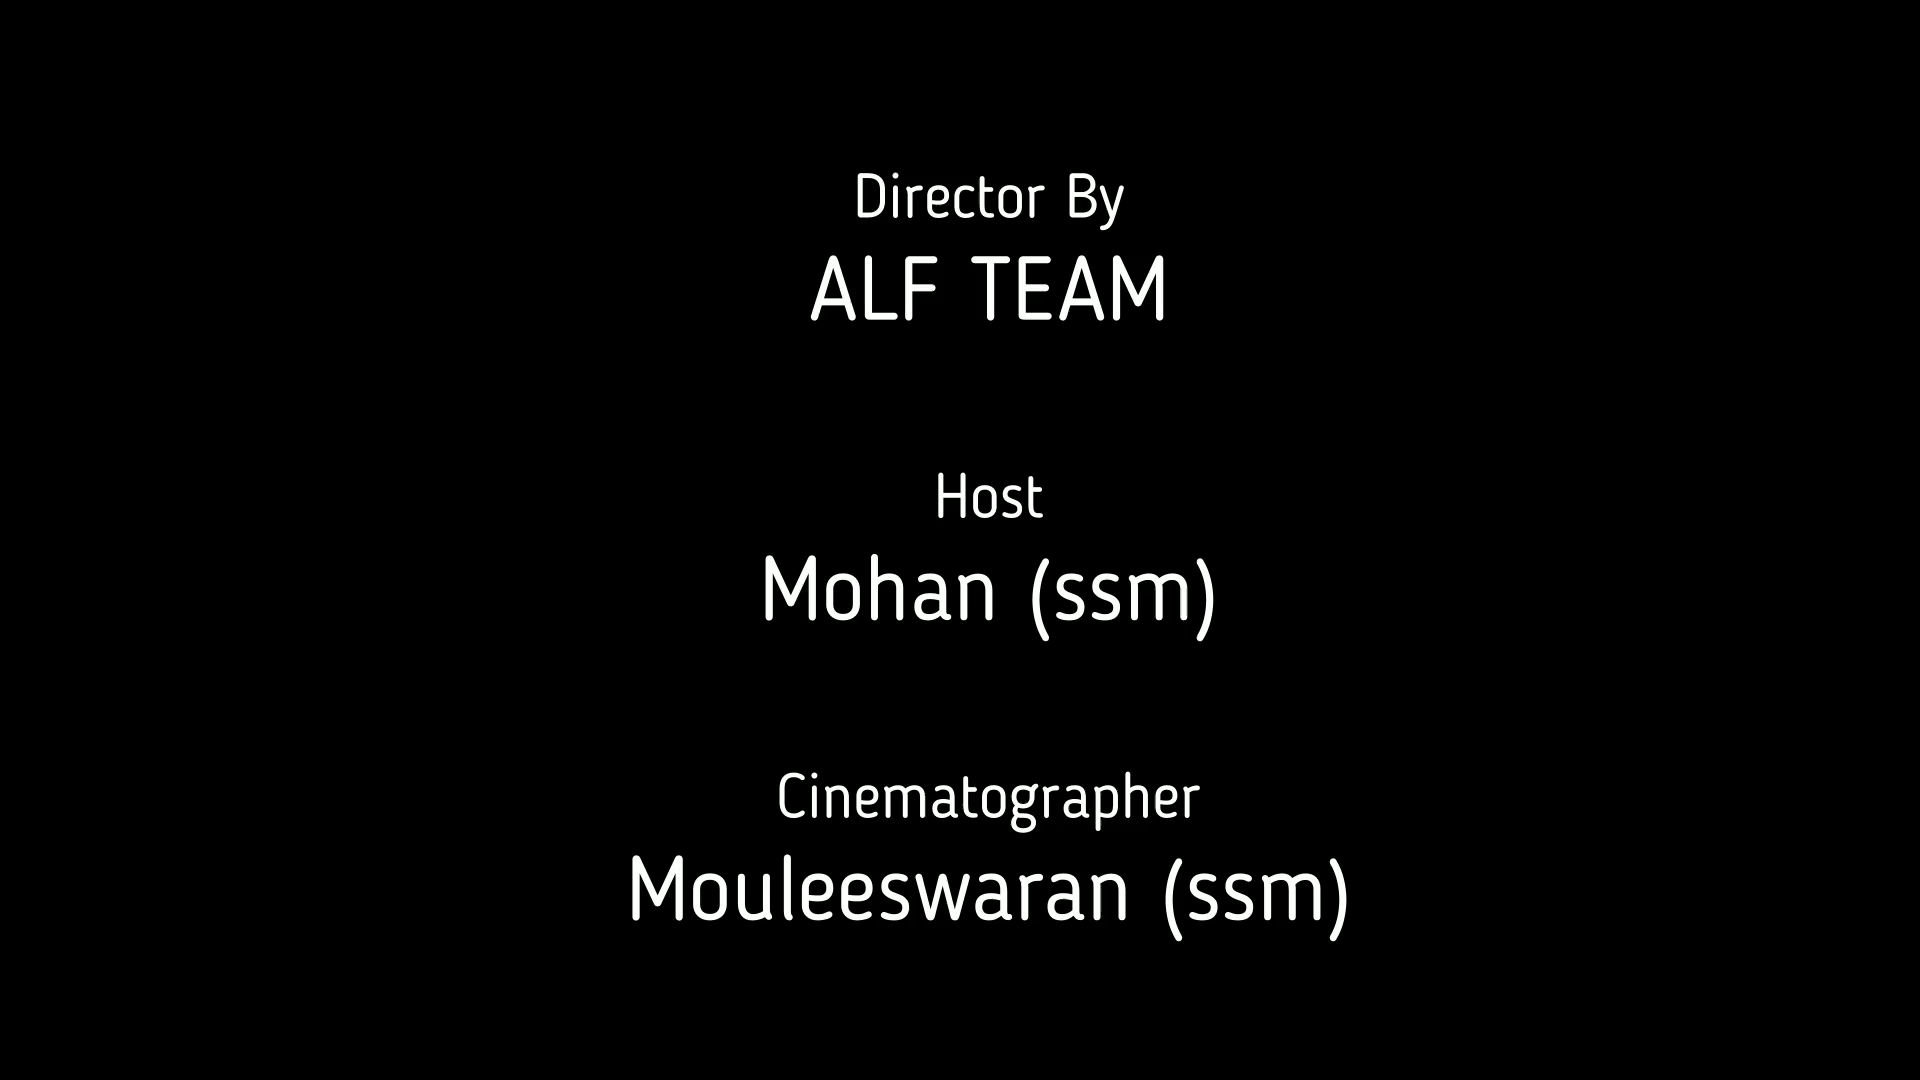 Director By
ALF TEAM
Host
Mohan (ssm)
Cinematographer
Mouleeswaran (ssm)